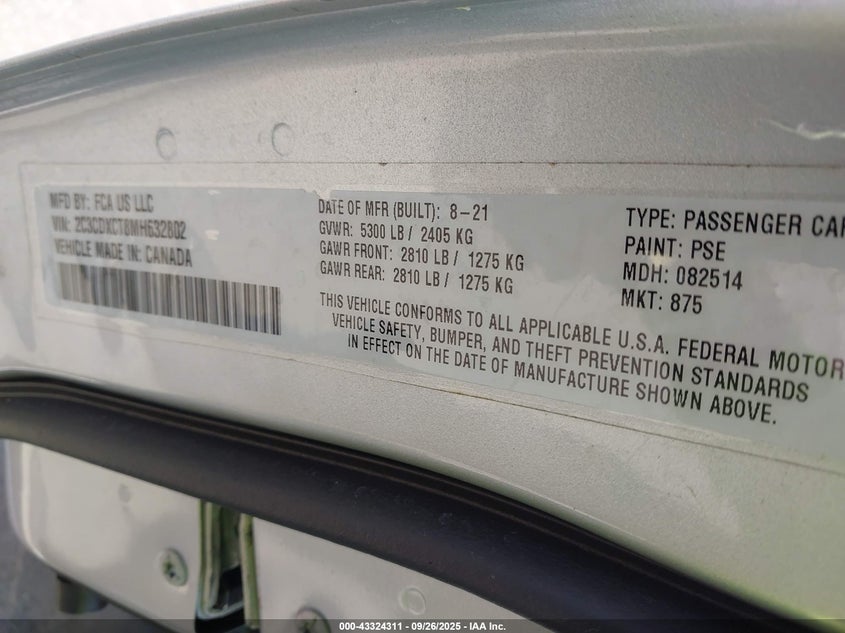 MFD BY: FCA US LLC
VIN: 2C3CDXCT8MH632802
VEHICLE MADE IN: CANADA
DATE OF MFR (BUILT): 8-21
GVWR: 5300 LB / 2405 KG
GAWR FRONT: 2810 LB / 1275 KG
GAWR REAR: 2810 LB / 1275 KG
TYPE: PASSENGER CAR
PAINT: PSE
MDH: 082514
MKT: 875
THIS VEHICLE CONFORMS TO ALL APPLICABLE U.S.A. FEDERAL MOTOR
VEHICLE SAFETY, BUMPER, AND THEFT PREVENTION STANDARDS
IN EFFECT ON THE DATE OF MANUFACTURE SHOWN ABOVE.
000-43324311 - 09/26/2025 - IAA Inc.